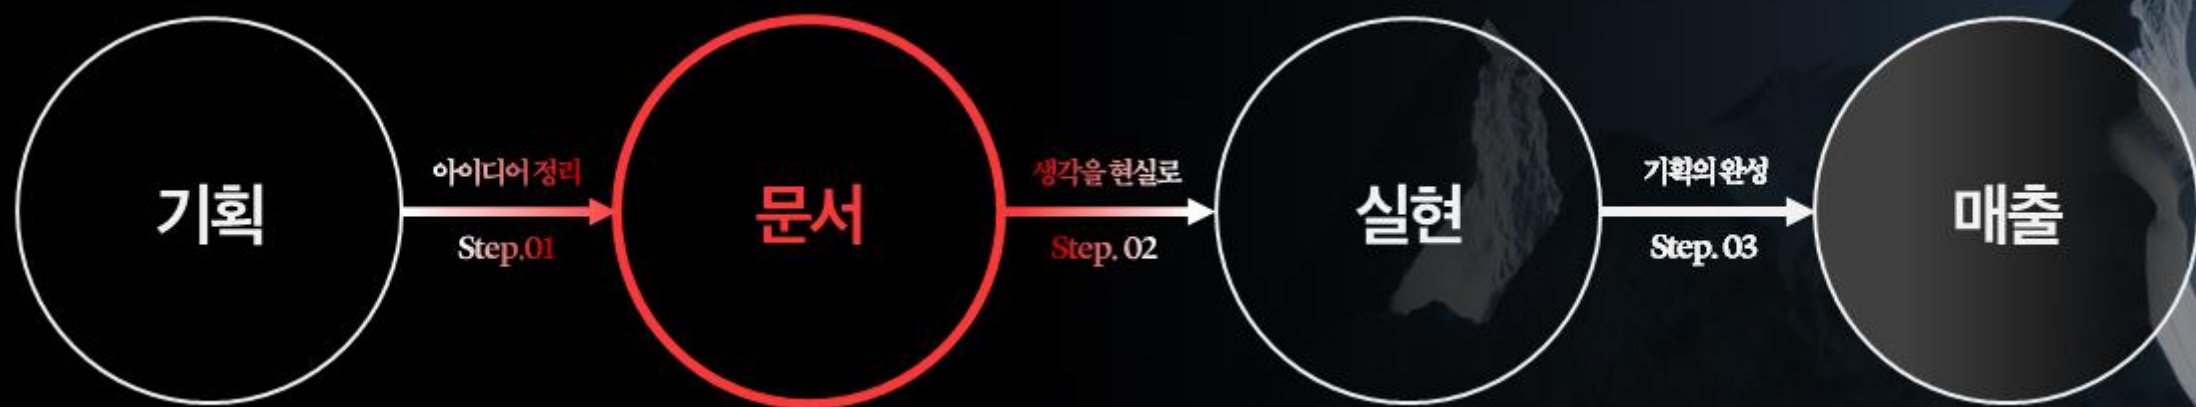 기획
아이디어 정리
Step.01
문서
생각을 현실로
Step. 02
실현
기획의 완성
Step. 03
매출